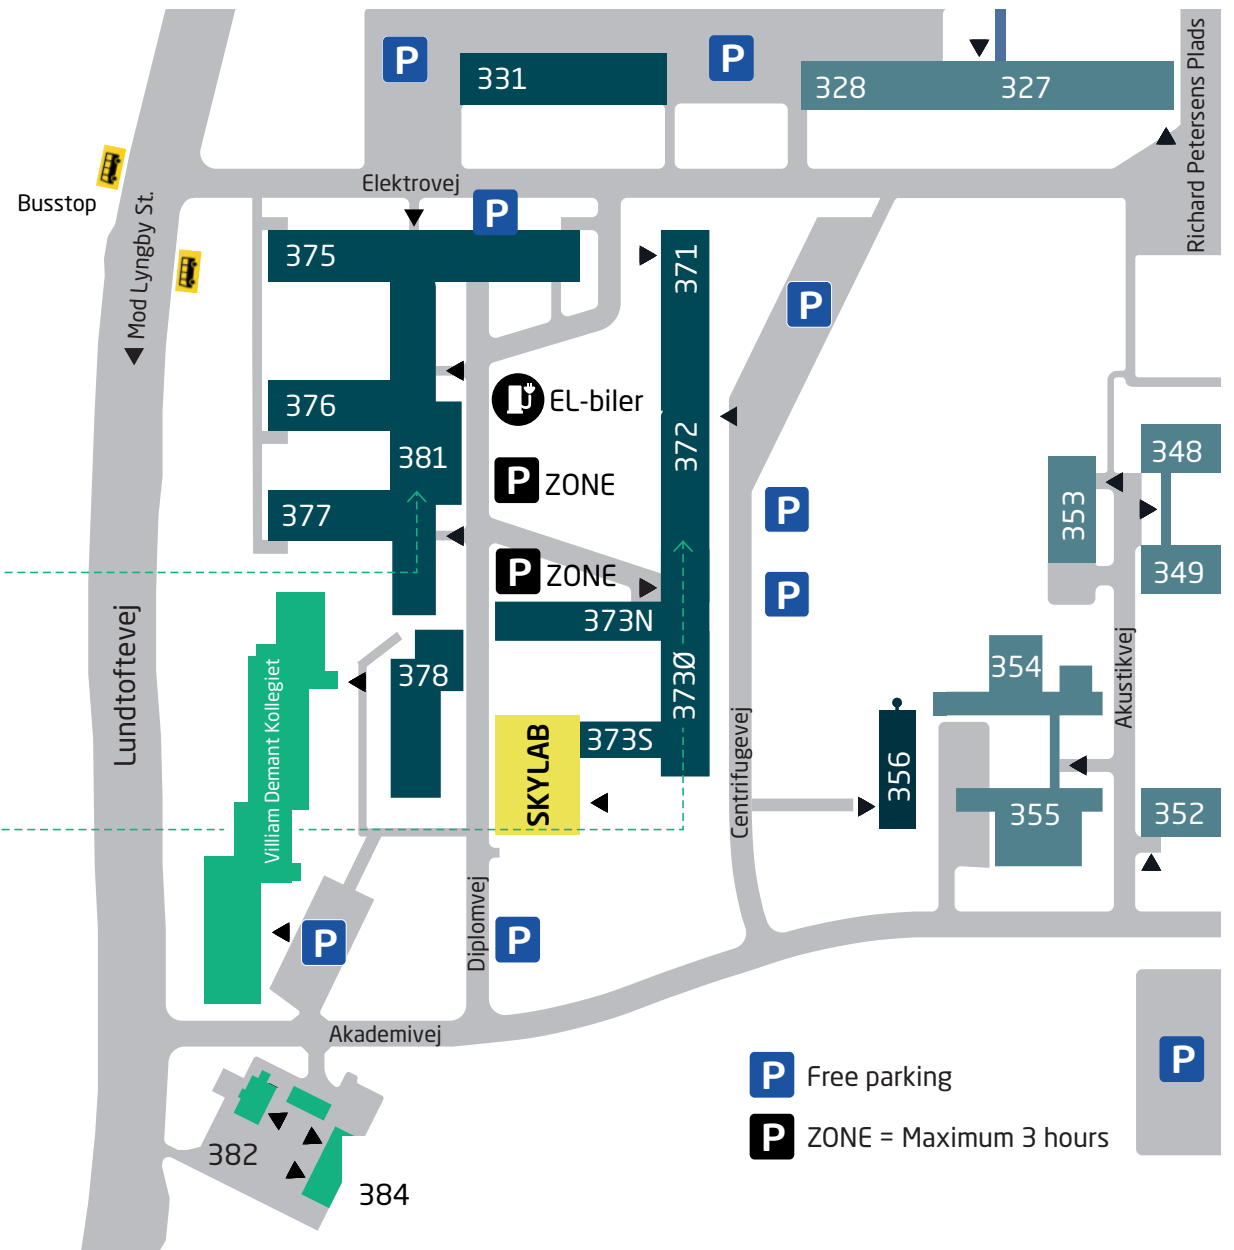 P
P
331
328
327
Richard Petersens Plads
Busstop
Mod Lyngby St.
Elektrovej
P
375
371
P
376
EL-biler
372
381
P ZONE
377
P
348
353
349
P ZONE
P
373N
Lundtoftevej
Villiam Demant Kollegiet
378
373Ø
354
Akustikvej
SKYLAB
373S
Centrifugevej
356
355
352
Diplomvej
P
P
Akademivej
P
P Free parking
P ZONE = Maximum 3 hours
382
384